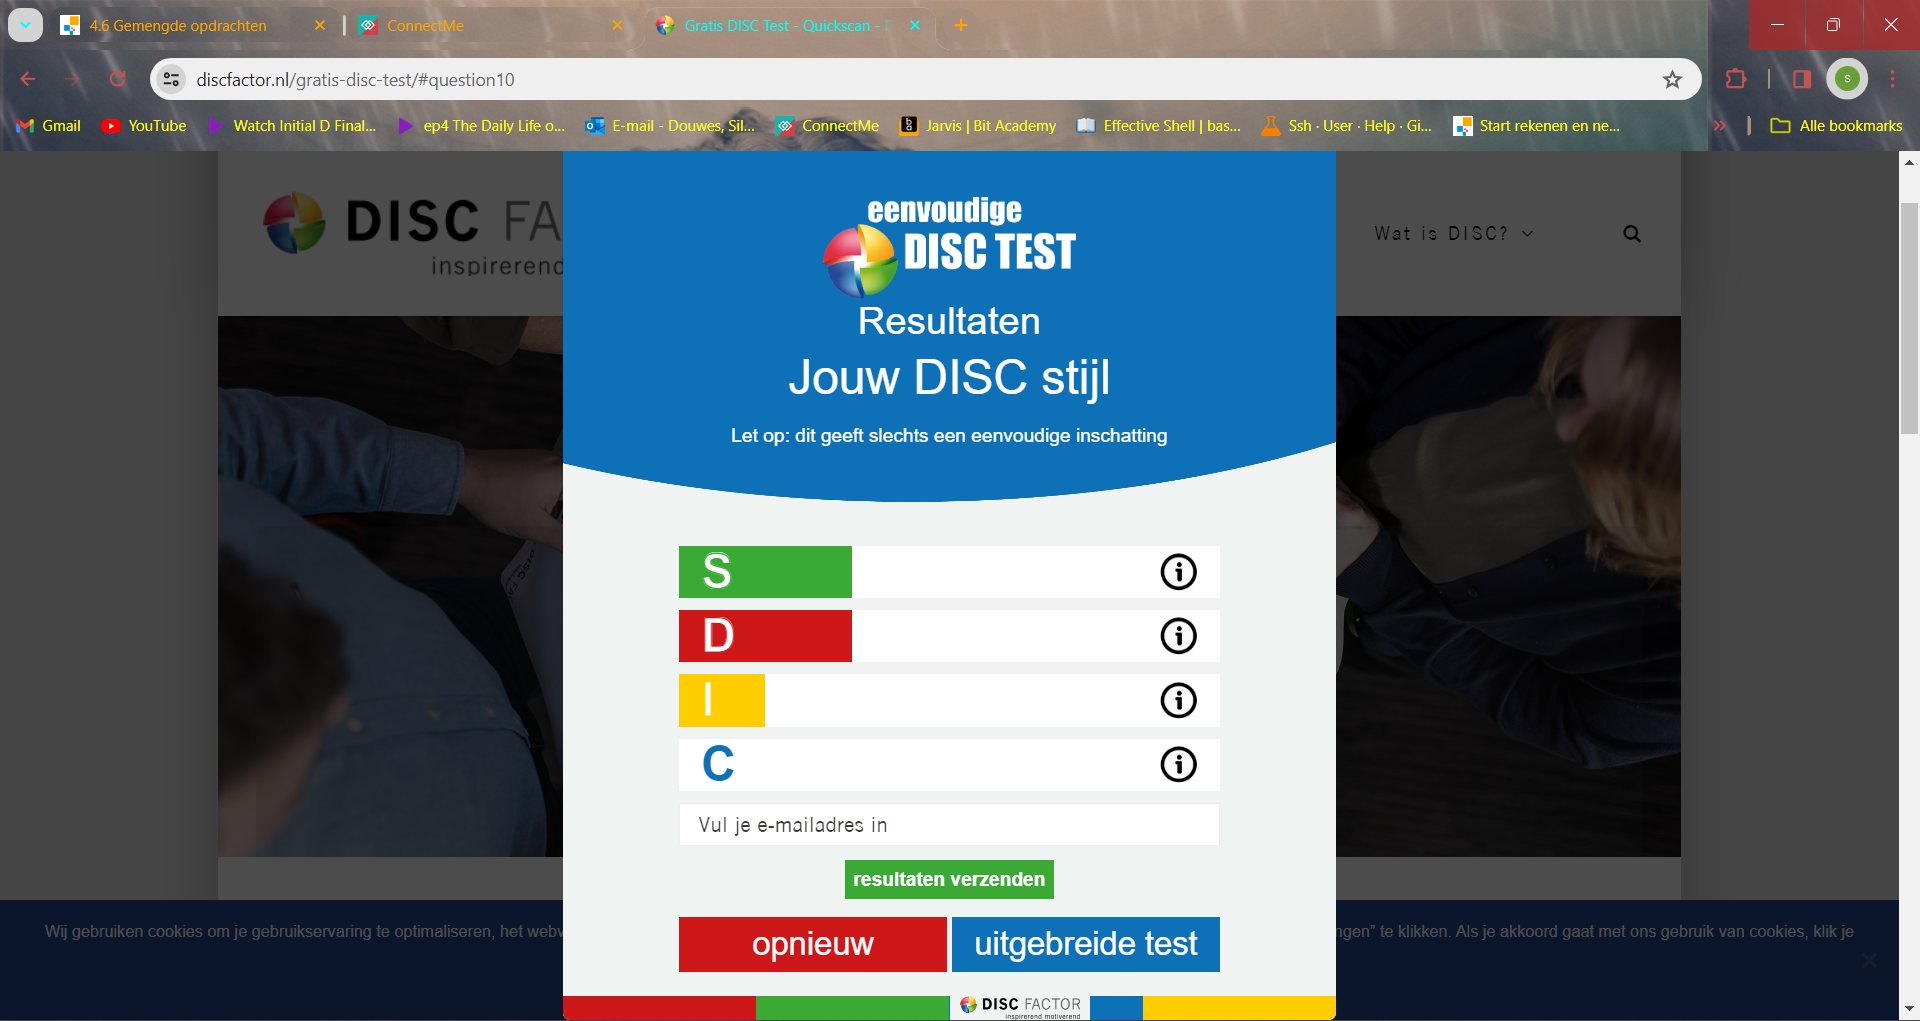 4.6 Gemengde opdrachten
ConnectMe
Gratis DISC Test - Quickscan -
discfactor.nl/gratis-disc-test/#question10
S
Gmail
YouTube
Watch Initial D Final...
ep4 The Daily Life o...
E-mail - Douwes, Sil...
ConnectMe
Jarvis | Bit Academy
Effective Shell | bas...
Ssh · User · Help · Gi...
Start rekenen en ne...
Alle bookmarks
DISC FA
inspirerend
Wat is DISC?
eenvoudige
DISC TEST
Resultaten
Jouw DISC stijl
Let op: dit geeft slechts een eenvoudige inschatting
S
D
I
C
Vul je e-mailadres in
resultaten verzenden
opnieuw
uitgebreide test
Wij gebruiken cookies om je gebruikservaring te optimaliseren, het webv
ngen" te klikken. Als je akkoord gaat met ons gebruik van cookies, klik je
DISC FACTOR
inspirerend motiverend